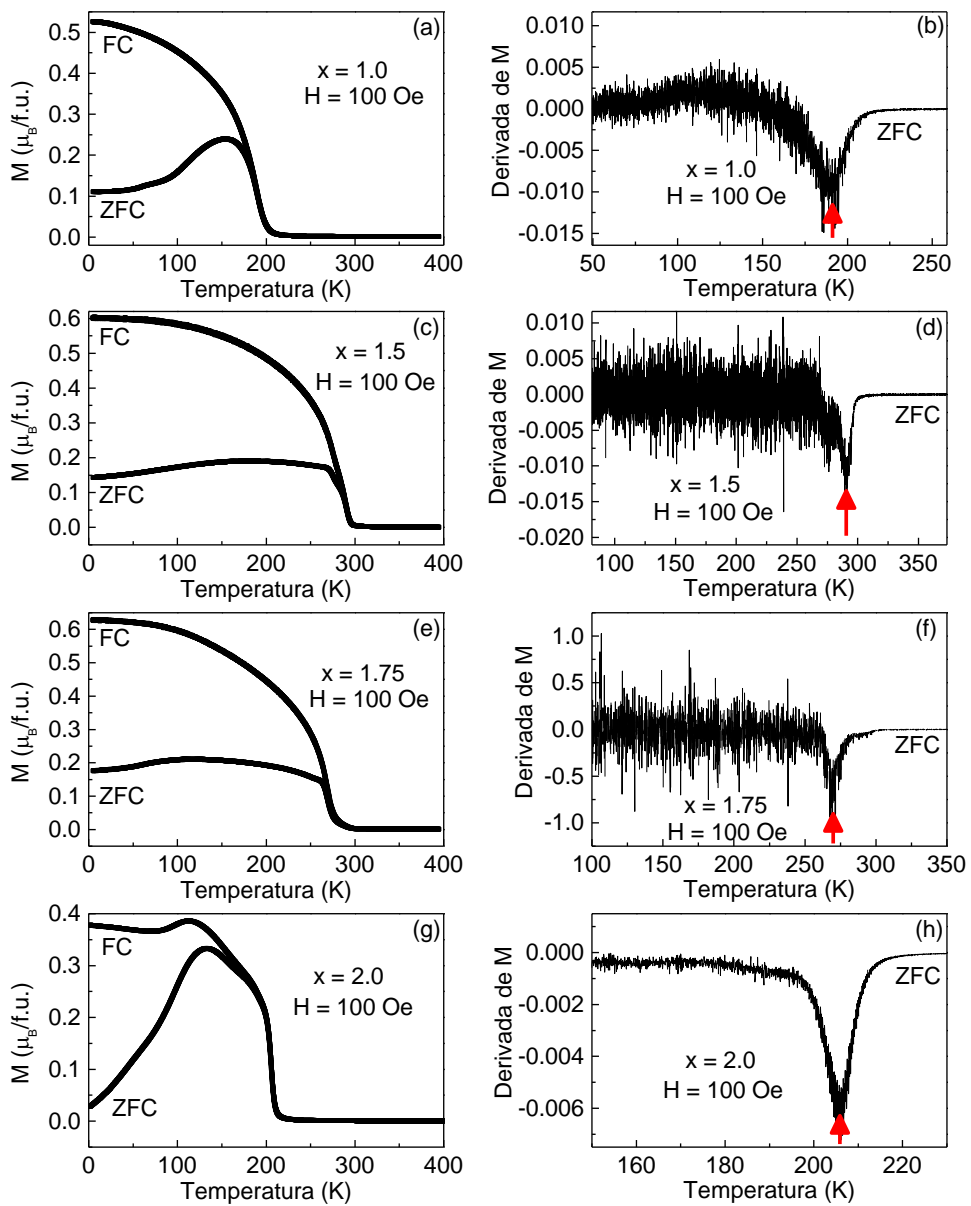 (a)
FC
x = 1.0
H = 100 Oe
ZFC
M (μB/f.u.)
0.5
0.4
0.3
0.2
0.1
0.0
0 100 200 300 400
Temperatura (K)
(b)
ZFC
x = 1.0
H = 100 Oe
Derivada de M
0.010
0.005
0.000
-0.005
-0.010
-0.015
50 100 150 200 250
Temperatura (K)
(c)
FC
x = 1.5
H = 100 Oe
ZFC
M (μB/f.u.)
0.6
0.5
0.4
0.3
0.2
0.1
0.0
0 100 200 300 400
Temperatura (K)
(d)
ZFC
x = 1.5
H = 100 Oe
Derivada de M
0.010
0.005
0.000
-0.005
-0.010
-0.015
-0.020
100 150 200 250 300 350
Temperatura (K)
(e)
FC
x = 1.75
H = 100 Oe
ZFC
M (μB/f.u.)
0.6
0.5
0.4
0.3
0.2
0.1
0.0
0 100 200 300 400
Temperatura (K)
(f)
ZFC
x = 1.75
H = 100 Oe
Derivada de M
1.0
0.5
0.0
-0.5
-1.0
100 150 200 250 300 350
Temperatura (K)
(g)
FC
x = 2.0
H = 100 Oe
ZFC
M (μB/f.u.)
0.4
0.3
0.2
0.1
0.0
0 100 200 300 400
Temperatura (K)
(h)
ZFC
x = 2.0
H = 100 Oe
Derivada de M
0.000
-0.002
-0.004
-0.006
160 180 200 220
Temperatura (K)